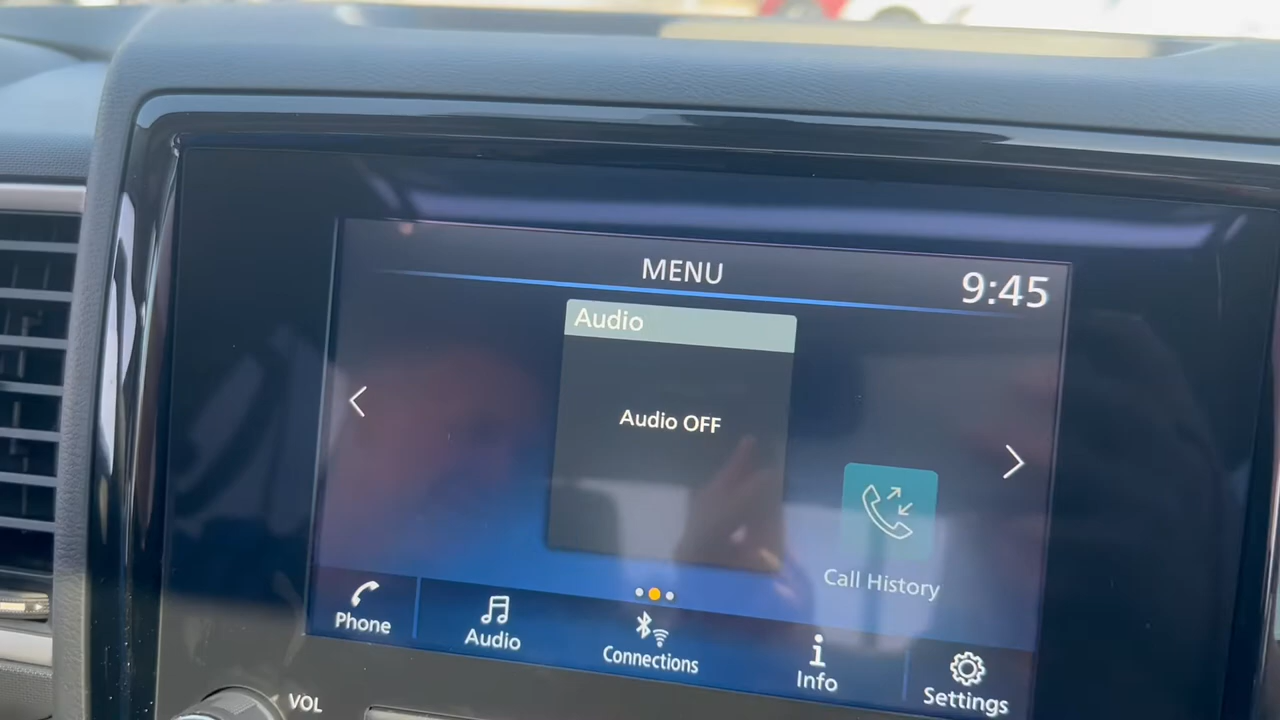 MENU
9:45
Audio
Audio OFF
Call History
Phone
Audio
Connections
Info
Settings
VOL